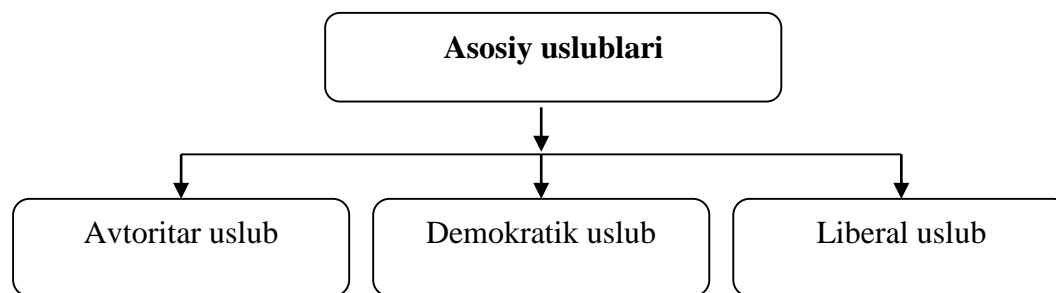 Asosiy uslublari
Avtoritar uslub
Demokratik uslub
Liberal uslub